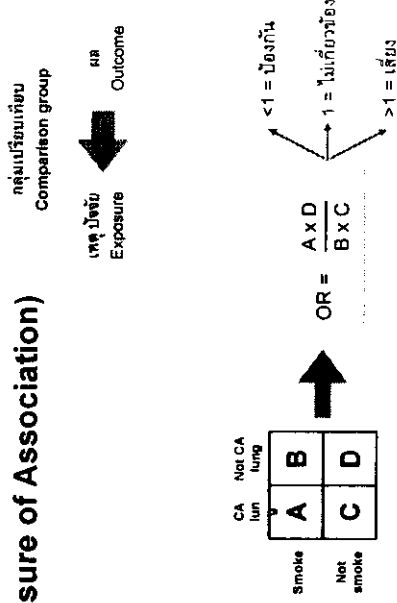 sure of Association)
กลุ่มเปรียบเทียบ
Comparison group
เหตุ ปัจจัย
Exposure
ผล
Outcome
CA
lun
Not CA
lung
Smoke
A
B
Not
smoke
C
D
OR = A x D
B x C
<1 = ป้องกัน
1 = ไม่เกี่ยวข้อง
>1 = เสี่ยง